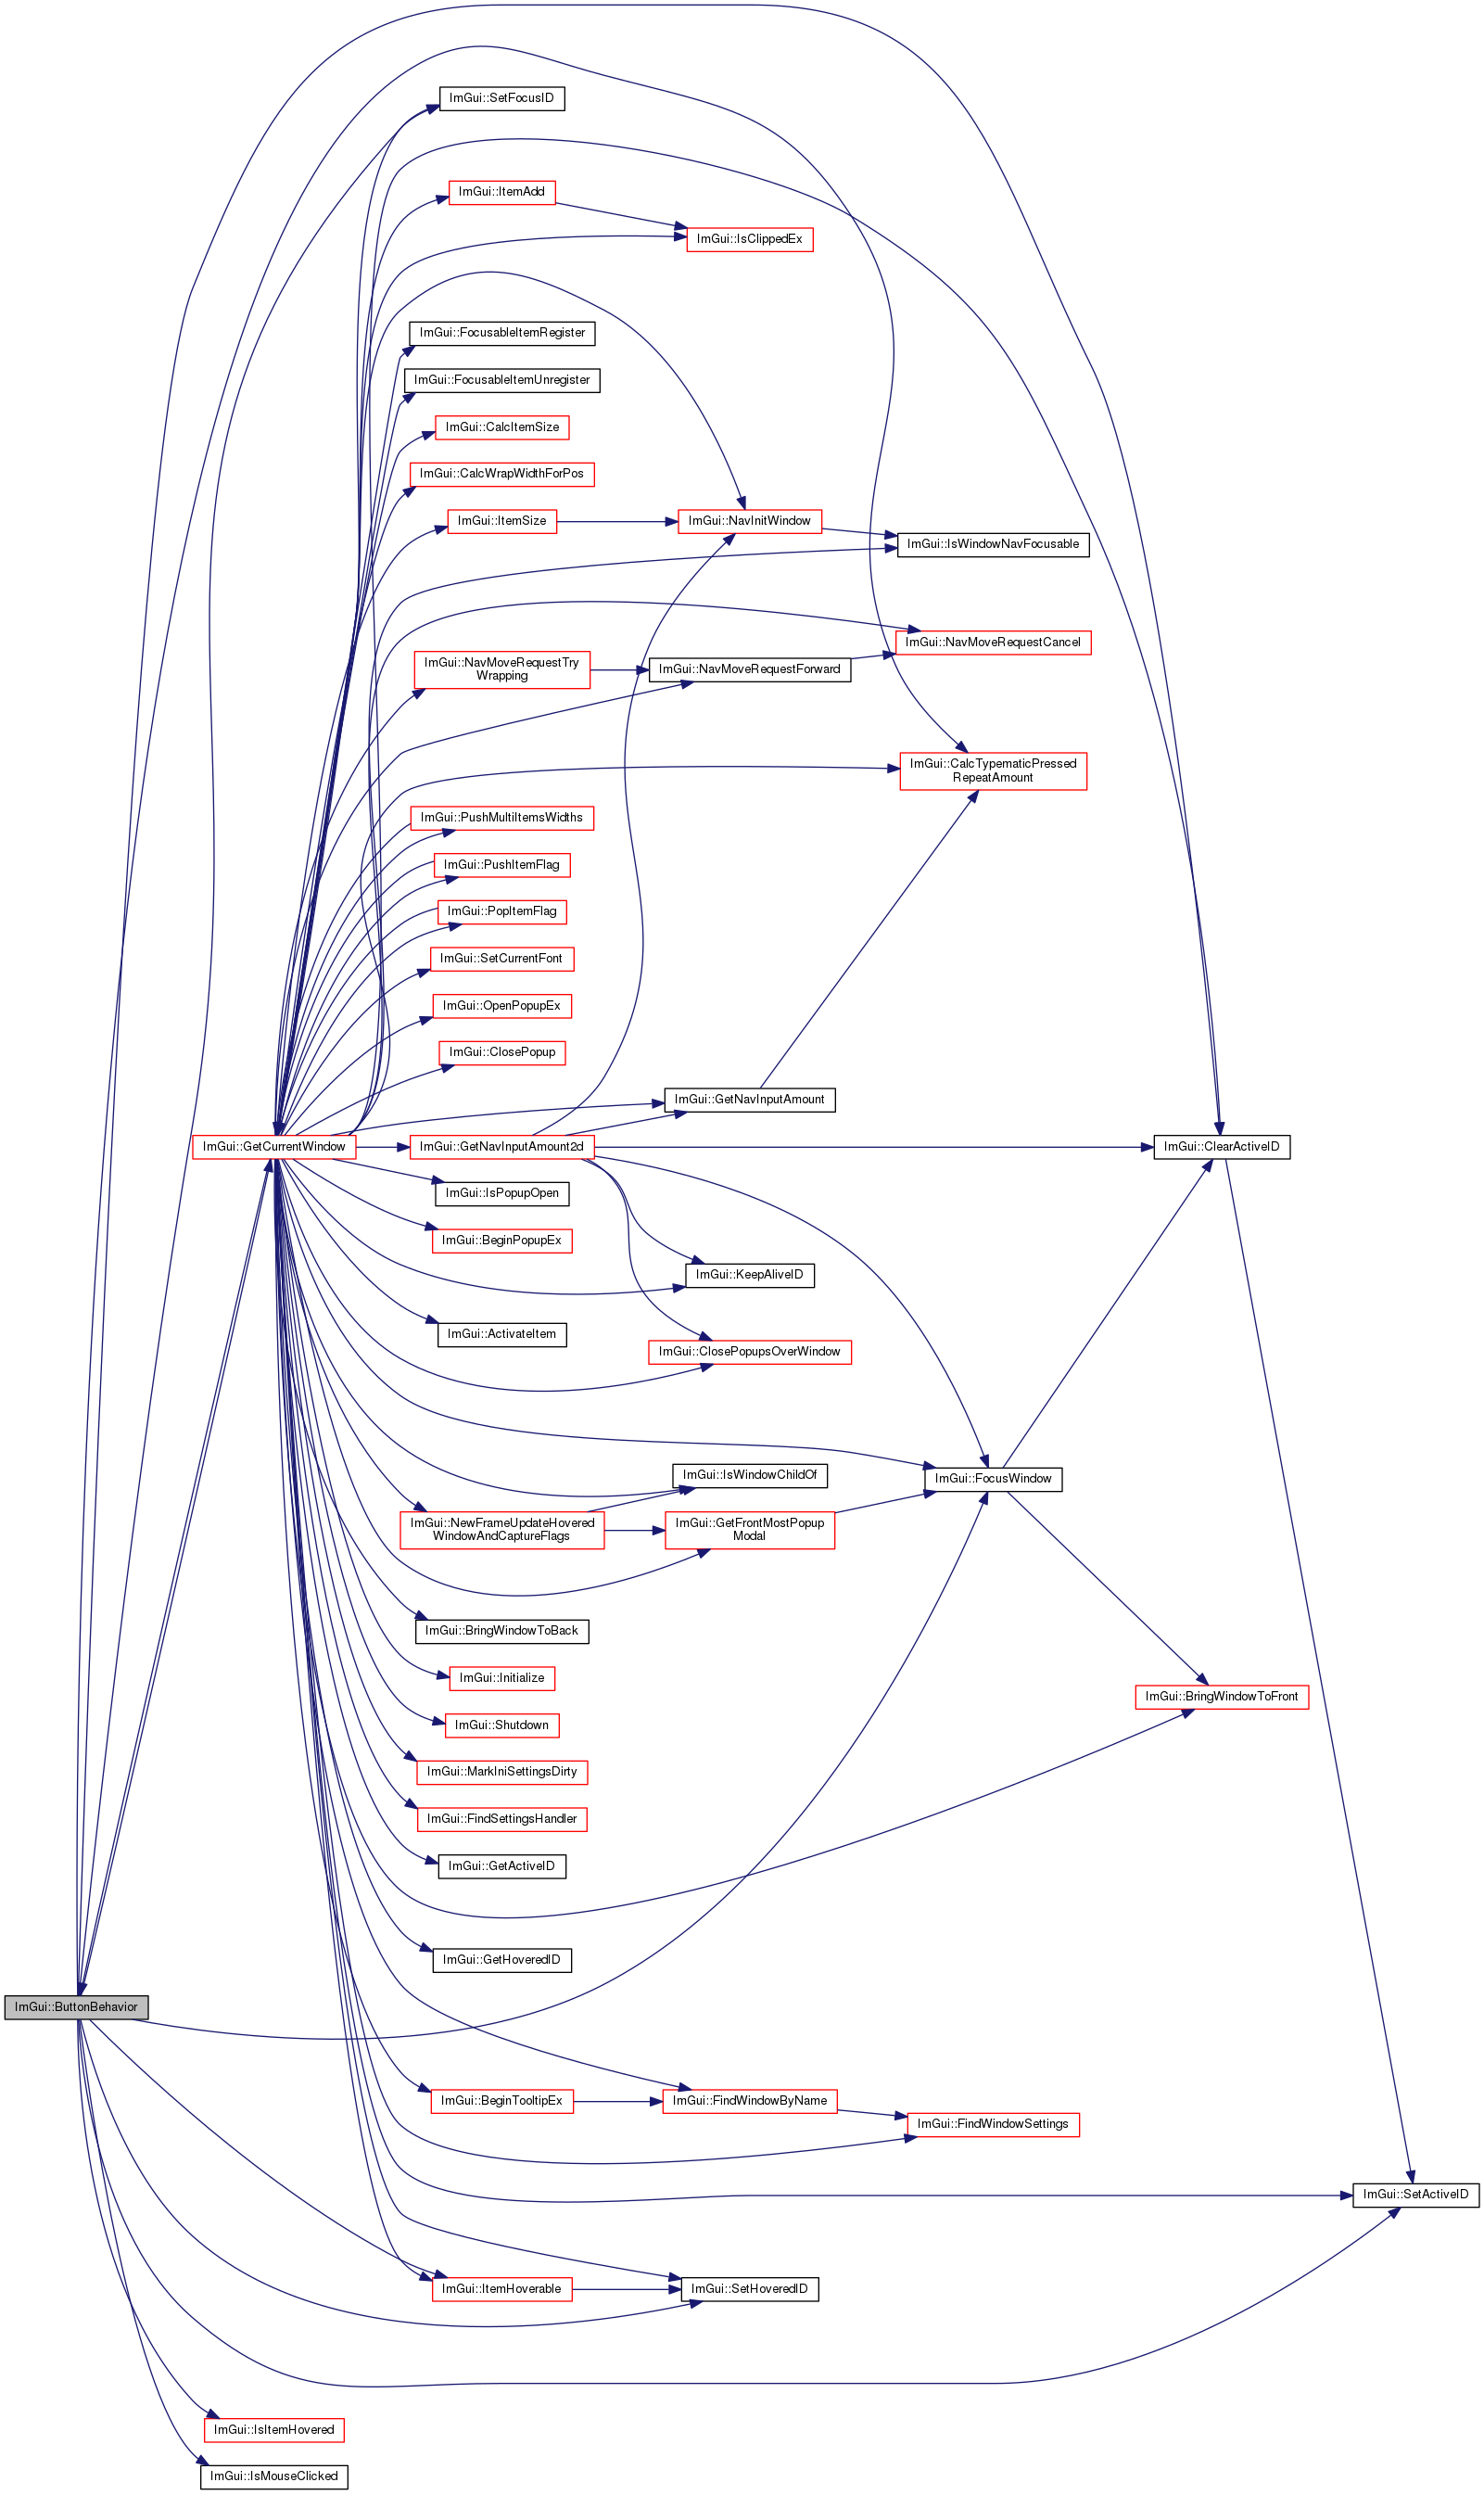 ImGui::SetFocusID
ImGui::ItemAdd
ImGui::IsClippedEx
ImGui::FocusableItemRegister
ImGui::FocusableItemUnregister
ImGui::CalcItemSize
ImGui::CalcWrapWidthForPos
ImGui::ItemSize
ImGui::NavInitWindow
ImGui::IsWindowNavFocusable
ImGui::NavMoveRequestCancel
ImGui::NavMoveRequestTry
Wrapping
ImGui::NavMoveRequestForward
ImGui::CalcTypematicPressed
RepeatAmount
ImGui::PushMultiItemsWidths
ImGui::PushItemFlag
ImGui::PopItemFlag
ImGui::SetCurrentFont
ImGui::OpenPopupEx
ImGui::ClosePopup
ImGui::GetNavInputAmount
ImGui::GetCurrentWindow
ImGui::GetNavInputAmount2d
ImGui::ClearActiveID
ImGui::IsPopupOpen
ImGui::BeginPopupEx
ImGui::KeepAliveID
ImGui::ActivateItem
ImGui::ClosePopupsOverWindow
ImGui::IsWindowChildOf
ImGui::FocusWindow
ImGui::NewFrameUpdateHovered
WindowAndCaptureFlags
ImGui::GetFrontMostPopup
Modal
ImGui::BringWindowToBack
ImGui::Initialize
ImGui::BringWindowToFront
ImGui::Shutdown
ImGui::MarkIniSettingsDirty
ImGui::FindSettingsHandler
ImGui::GetActiveID
ImGui::GetHoveredID
ImGui::ButtonBehavior
ImGui::BeginTooltipEx
ImGui::FindWindowByName
ImGui::FindWindowSettings
ImGui::SetActiveID
ImGui::ItemHoverable
ImGui::SetHoveredID
ImGui::IsItemHovered
ImGui::IsMouseClicked